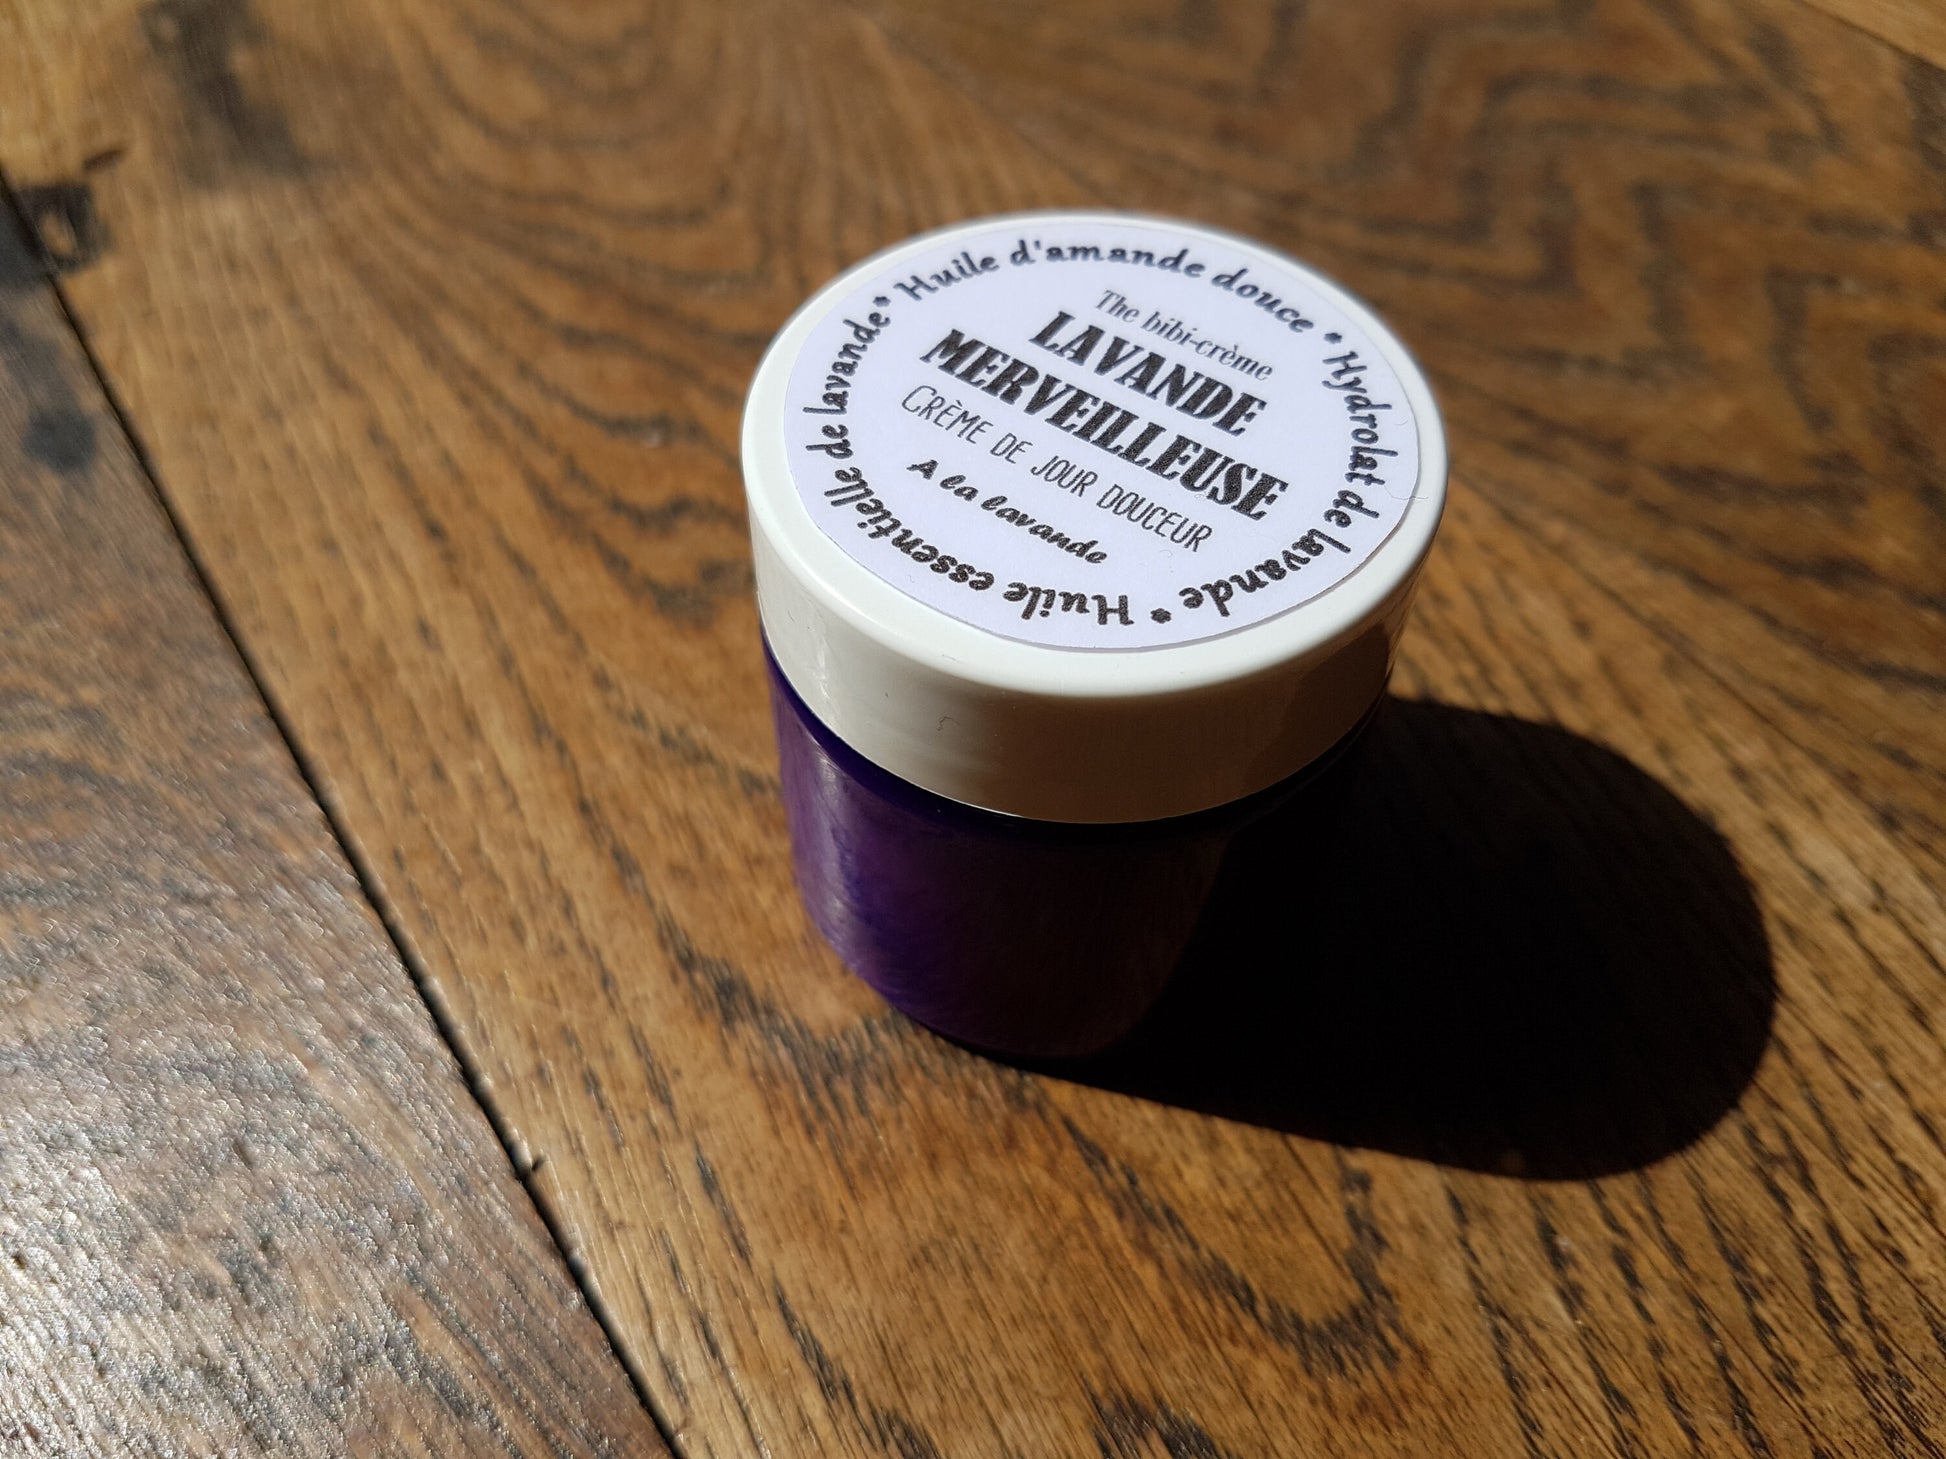 The bibi-crème
LAVANDE
MERVEILLEUSE
CRÈME DE JOUR DOUCEUR
A la lavande
Huile d'amande douce * Hydrolat de lavande * Huile essentielle de lavande *